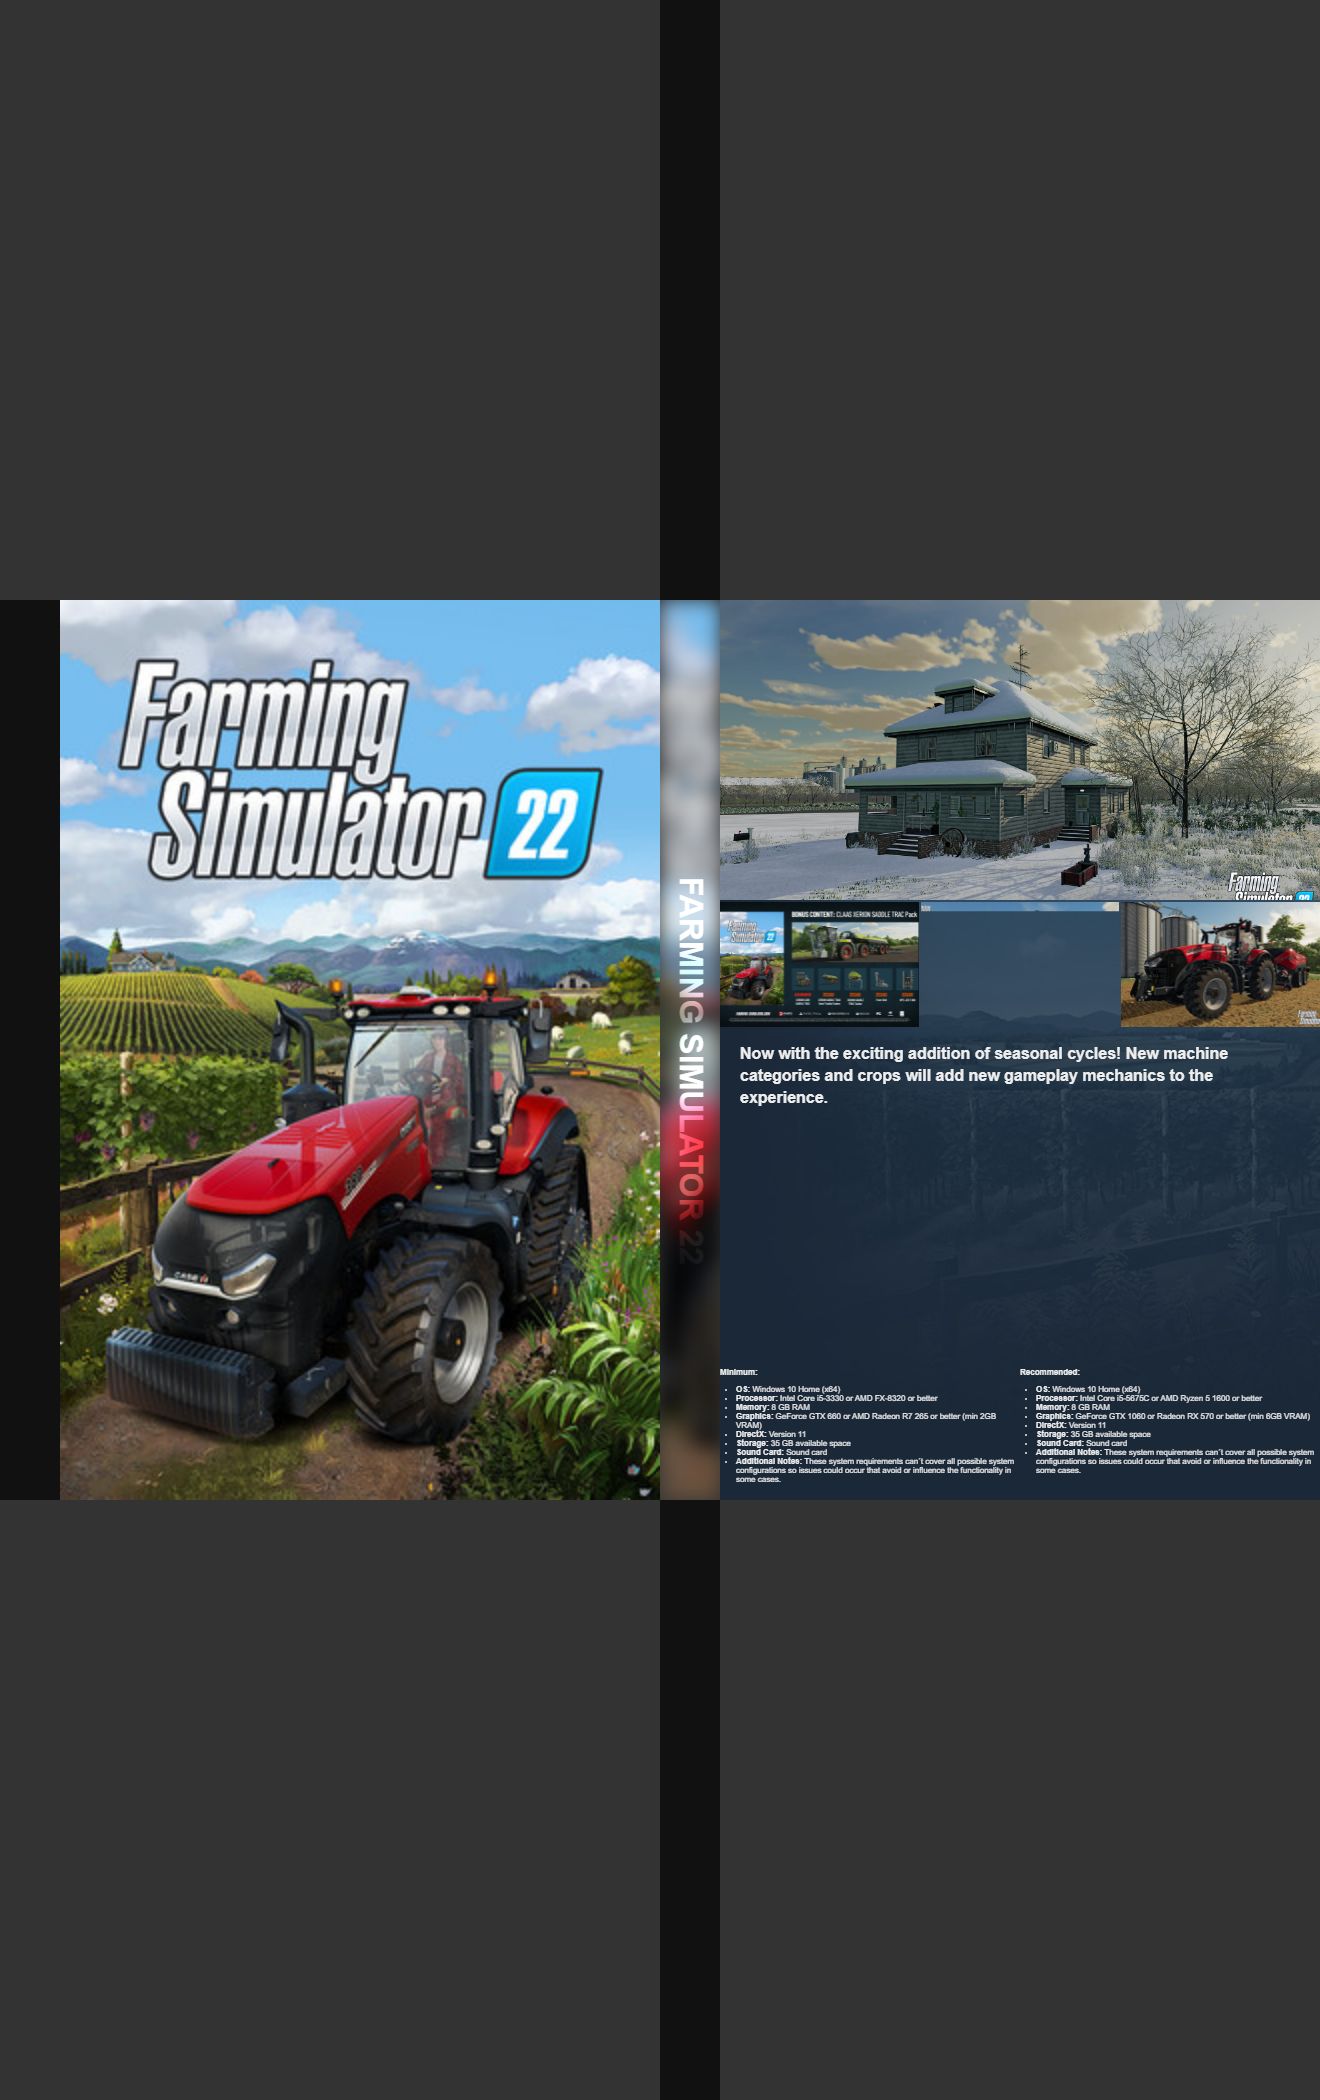 Farming
Simulator 22
CASE IH
FARMING SIMULATOR 22
Farming
Simulator 22
Farming
Simulator 22
BONUS CONTENT: CLAAS XERION SADDLE TRAC Pack
Farming
Simulator
Now with the exciting addition of seasonal cycles! New machine
categories and crops will add new gameplay mechanics to the
experience.
Minimum:
OS: Windows 10 Home (x64)
Processor: Intel Core i5-3330 or AMD FX-8320 or better
Memory: 8 GB RAM
Graphics: GeForce GTX 660 or AMD Radeon R7 265 or better (min 2GB
VRAM)
DirectX: Version 11
Storage: 35 GB available space
Sound Card: Sound card
Additional Notes: These system requirements can´t cover all possible system
configurations so issues could occur that avoid or influence the functionality in
some cases.
Recommended:
OS: Windows 10 Home (x64)
Processor: Intel Core i5-5675C or AMD Ryzen 5 1600 or better
Memory: 8 GB RAM
Graphics: GeForce GTX 1060 or Radeon RX 570 or better (min 6GB VRAM)
DirectX: Version 11
Storage: 35 GB available space
Sound Card: Sound card
Additional Notes: These system requirements can´t cover all possible system
configurations so issues could occur that avoid or influence the functionality in
some cases.